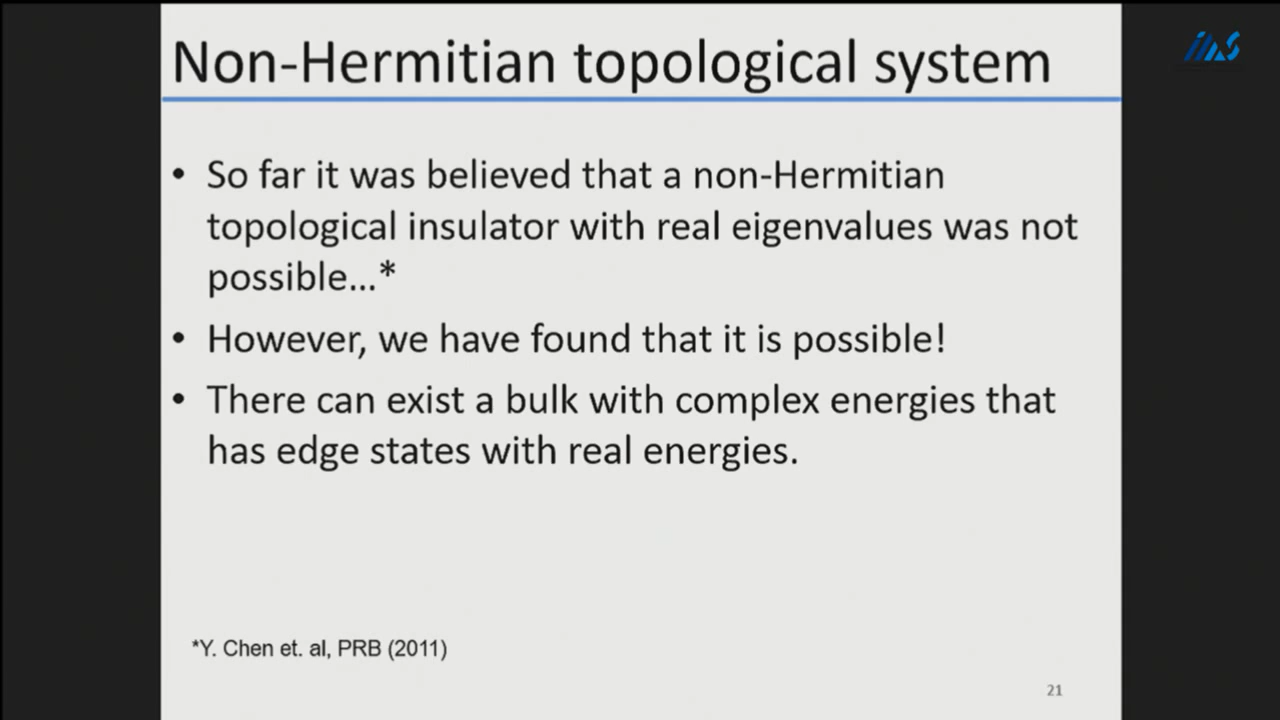 Non-Hermitian topological system
• So far it was believed that a non-Hermitian
topological insulator with real eigenvalues was not
possible...*
• However, we have found that it is possible!
• There can exist a bulk with complex energies that
has edge states with real energies.
*Y. Chen et. al, PRB (2011)
21